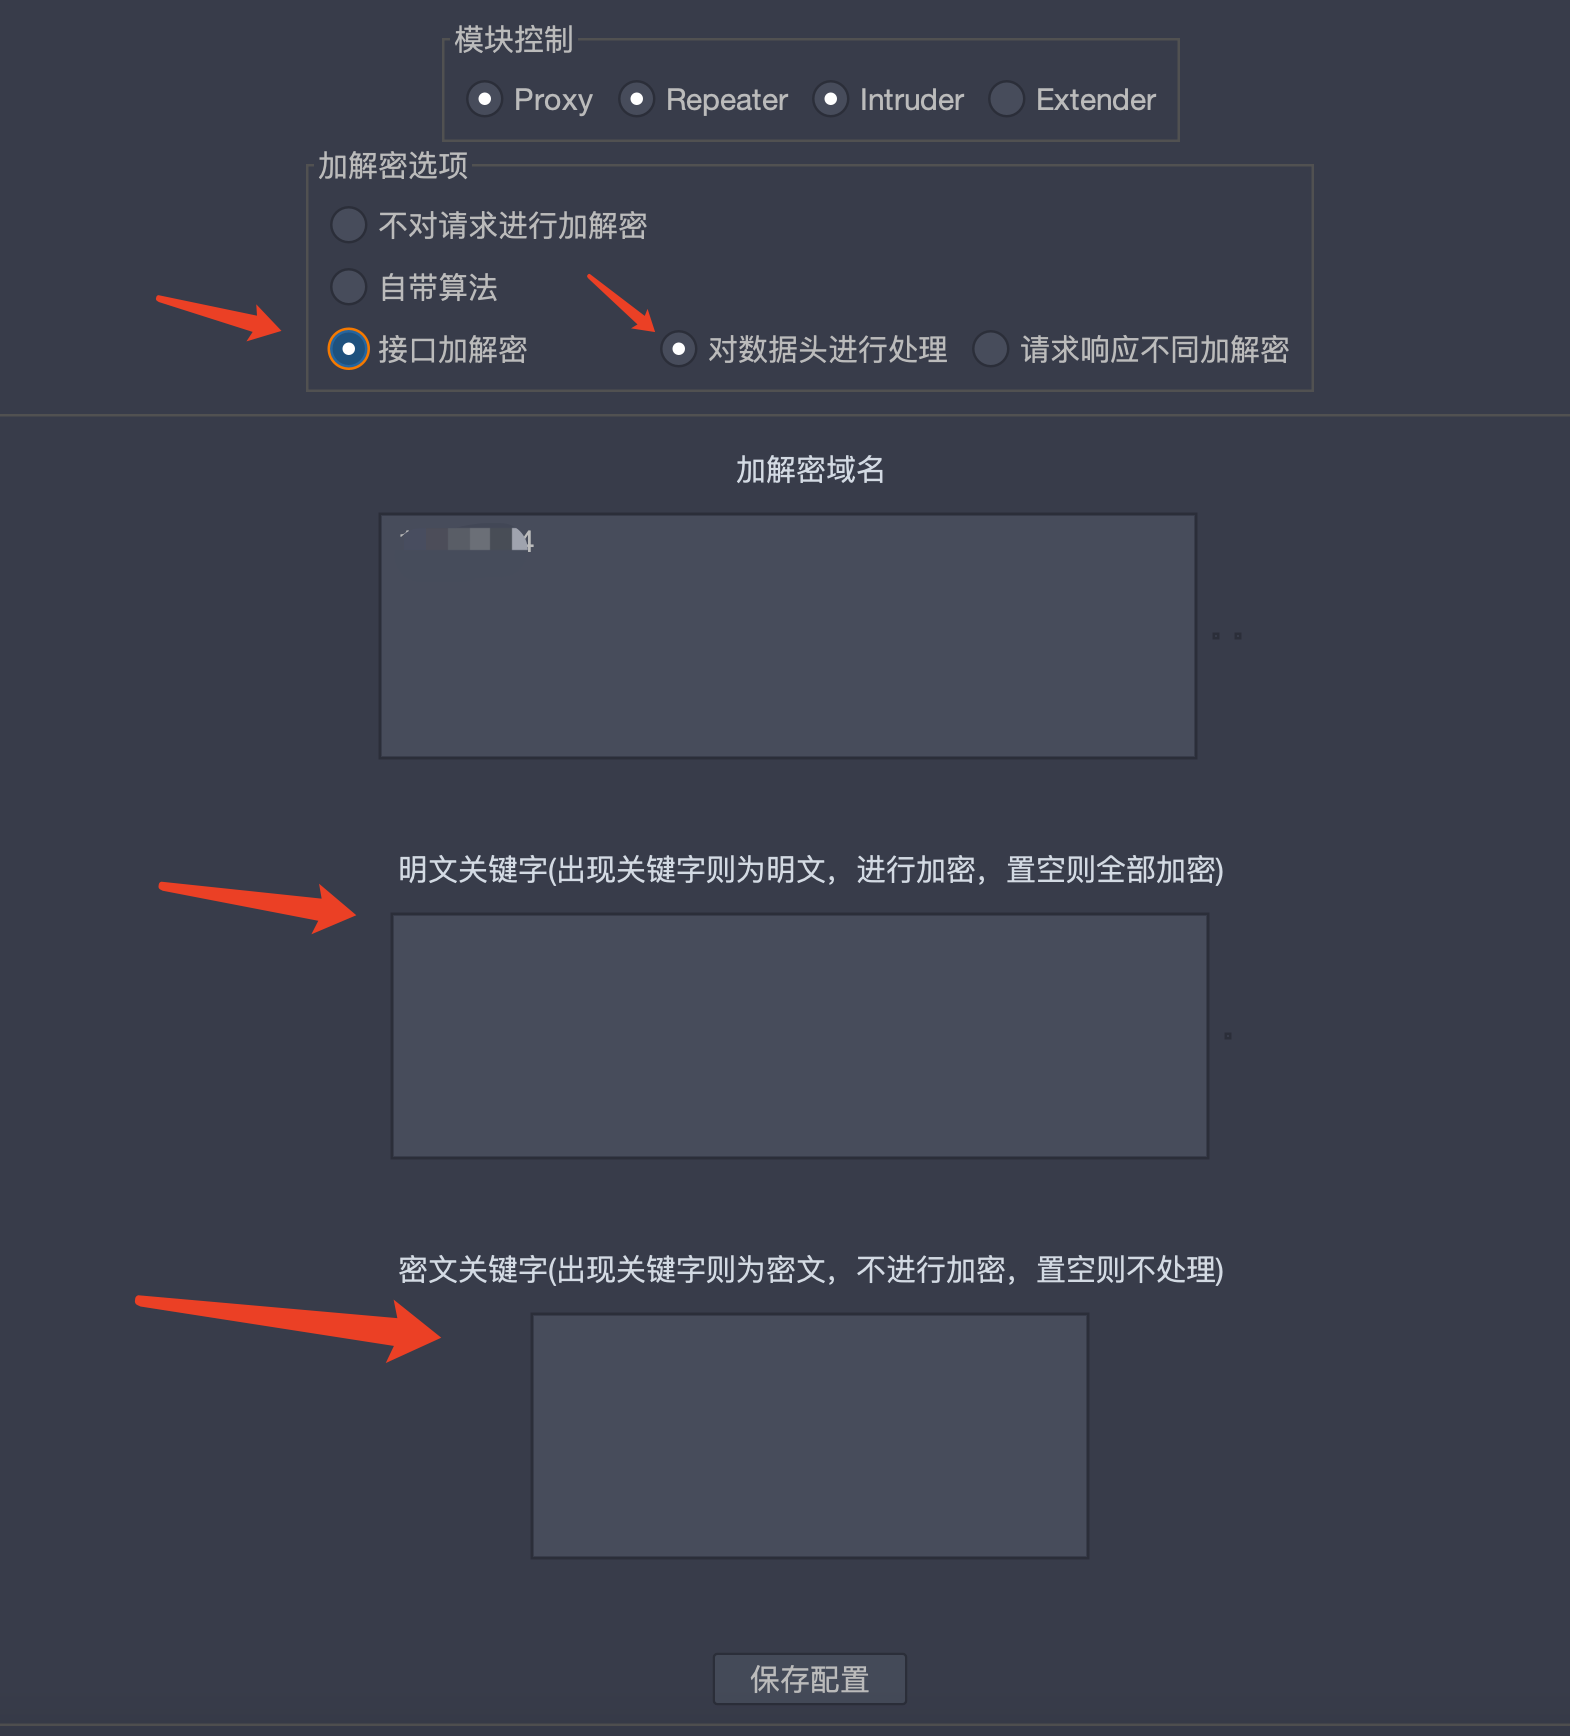 模块控制
Proxy Repeater Intruder Extender
加解密选项
不对请求进行加解密
自带算法
接口加解密 对数据头进行处理 请求响应不同加解密
加解密域名
4
明文关键字(出现关键字则为明文，进行加密，置空则全部加密)
密文关键字(出现关键字则为密文，不进行加密，置空则不处理)
保存配置